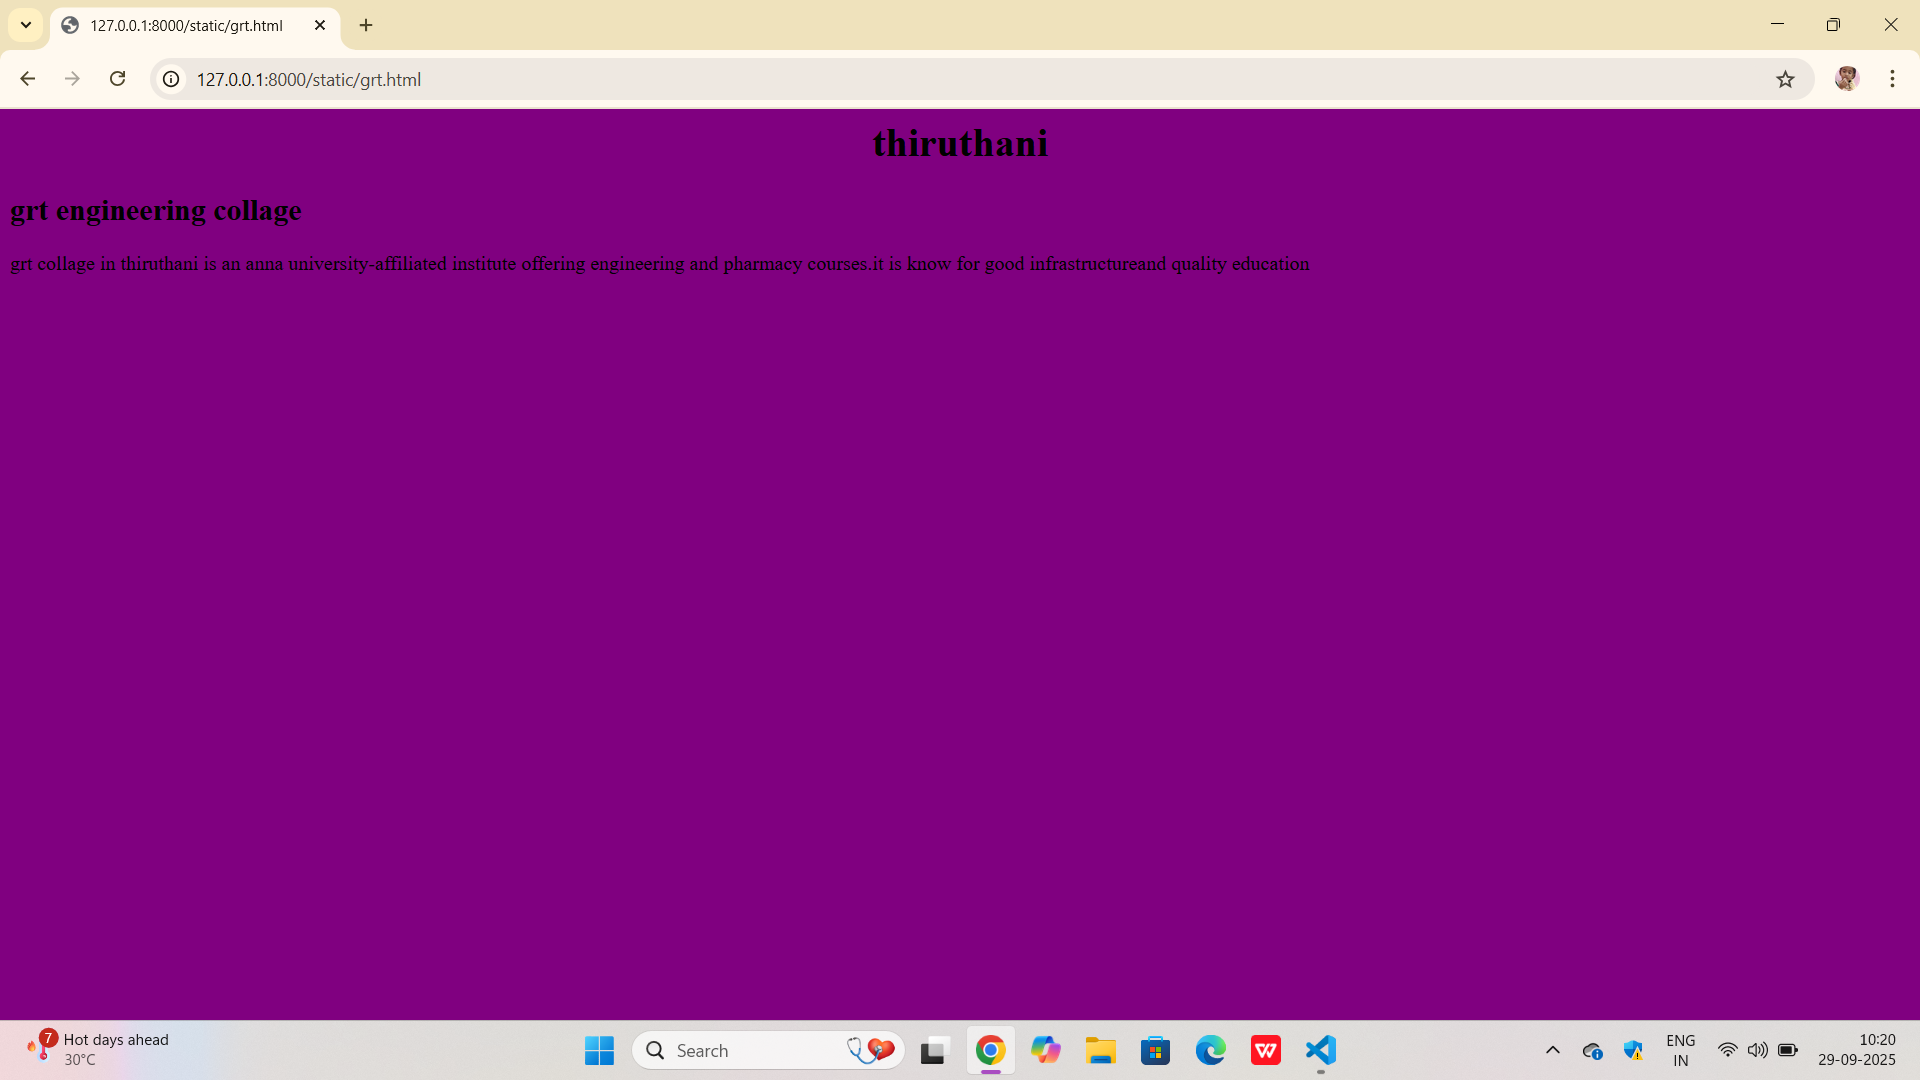 127.0.0.1:8000/static/grt.html
127.0.0.1:8000/static/grt.html
thiruthani
grt engineering collage
grt collage in thiruthani is an anna university-affiliated institute offering engineering and pharmacy courses.it is know for good infrastructureand quality education
7
Hot days ahead
30°C
Search
W
ENG
IN
10:20
29-09-2025